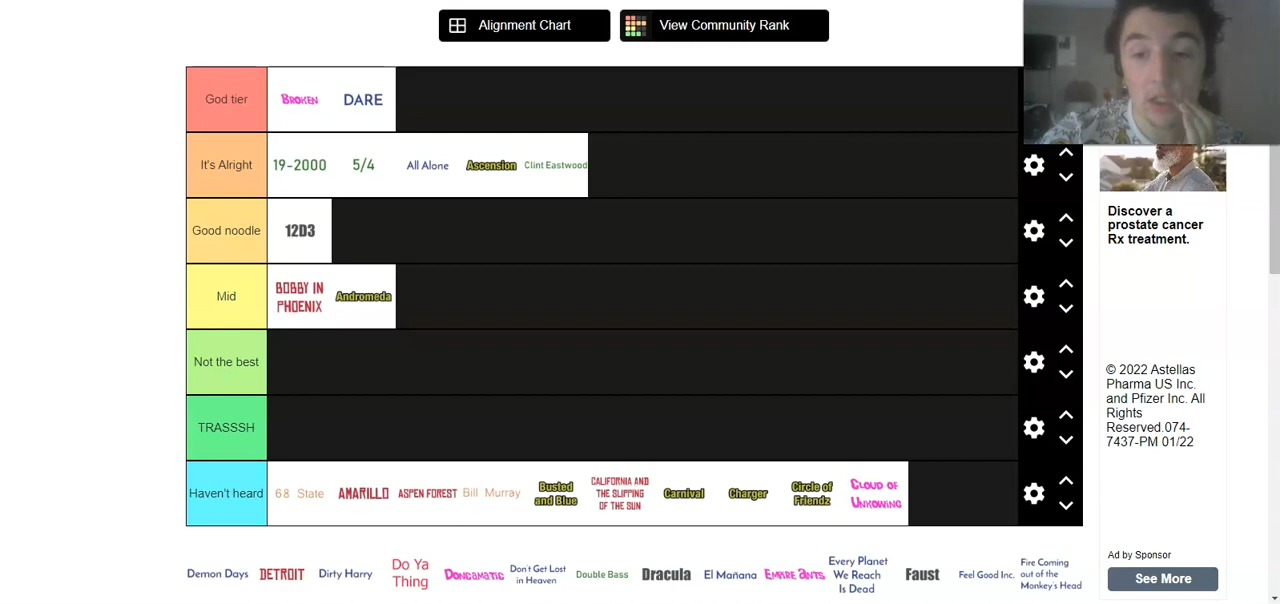 Alignment Chart
View Community Rank
God tier
BROKEN
DARE
It's Alright
19-2000
5/4
All Alone
Ascension
Clint Eastwood
Good noodle
12D3
Mid
BOBBY IN
PHOENIX
Andromeda
Not the best
TRASSSH
Haven't heard
68 State
AMARILLO
ASPEN FOREST
Bill Murray
Busted
and Blue
CALIFORNIA AND
THE SLIPPING
OF THE SUN
Carnival
Charger
Circle of
Friendz
CLOUD OF
UNKOWING
Demon Days
DETROIT
Dirty Harry
Do Ya
Thing
DONCAMATIC
Don't Get Lost
in Heaven
Double Bass
Dracula
El Mañana
EMPIRE ANTS
Every Planet
We Reach
Is Dead
Faust
Feel Good Inc.
Fire Coming
out of the
Monkey's Head
Discover a
prostate cancer
Rx treatment.
© 2022 Astellas
Pharma US Inc.
and Pfizer Inc. All
Rights
Reserved.074-
7437-PM 01/22
Ad by Sponsor
See More